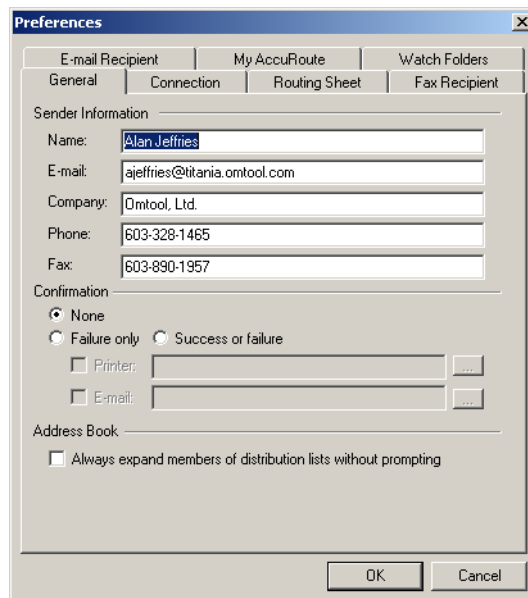 Preferences
E-mail Recipient My AccuRoute Watch Folders
General Connection Routing Sheet Fax Recipient
Sender Information
Name: Alan Jeffries
E-mail: ajeffries@titania.omtool.com
Company: Omtool, Ltd.
Phone: 603-328-1465
Fax: 603-890-1957
Confirmation
None
Failure only Success or failure
Printer: ...
E-mail: ...
Address Book
Always expand members of distribution lists without prompting
OK Cancel